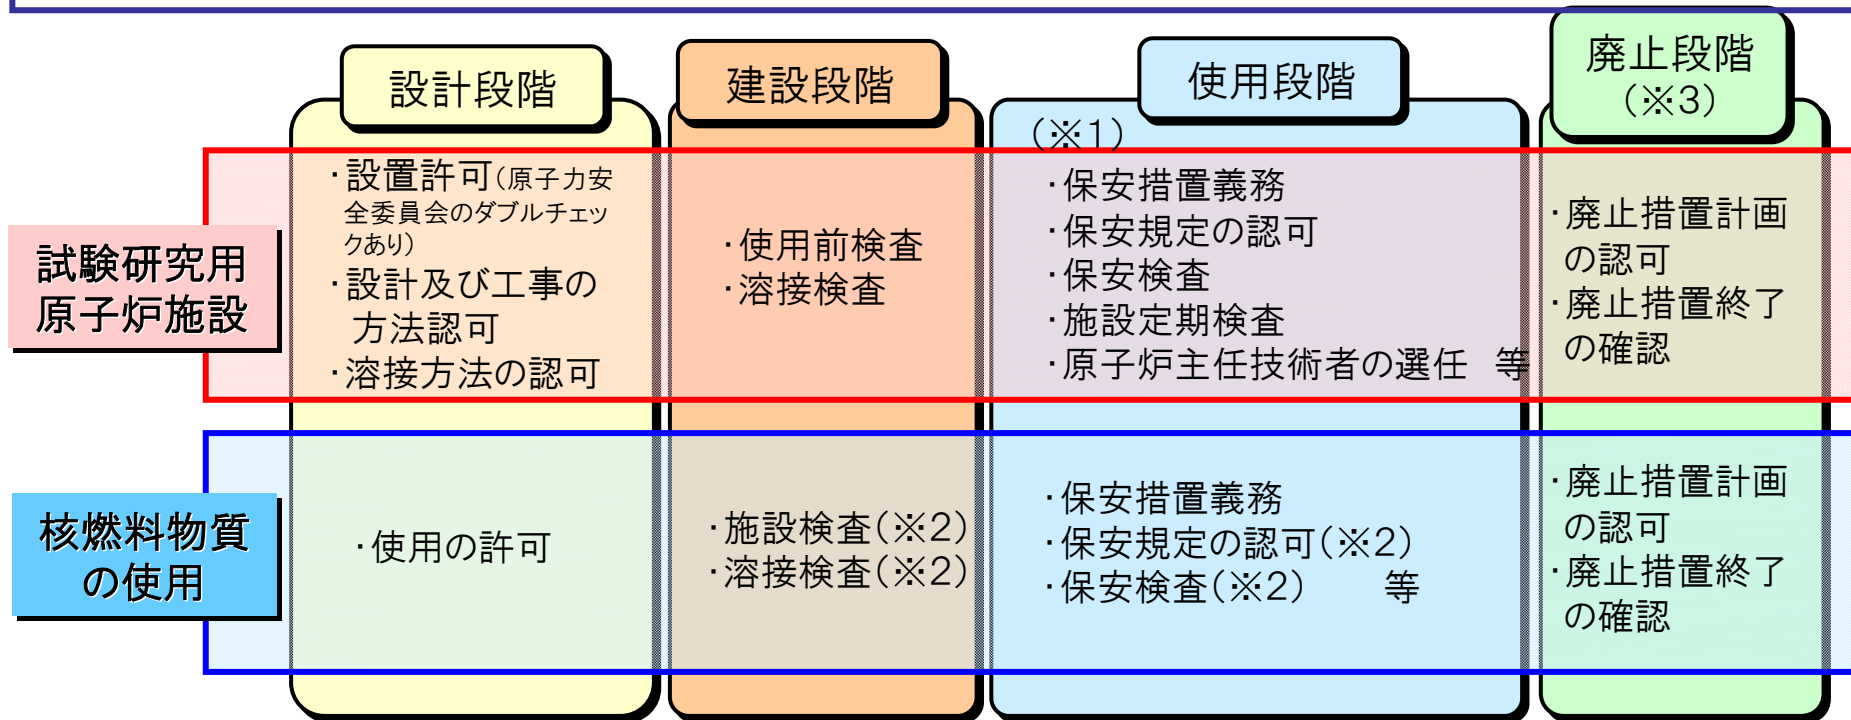 設計段階
建設段階
使用段階
廃止段階
(※3)
(※1)
試験研究用
原子炉施設
・設置許可(原子力安
全委員会のダブルチェッ
クあり)
・設計及び工事の
方法認可
・溶接方法の認可
・使用前検査
・溶接検査
・保安措置義務
・保安規定の認可
・保安検査
・施設定期検査
・原子炉主任技術者の選任 等
・廃止措置計画
の認可
・廃止措置終了
の確認
核燃料物質
の使用
・使用の許可
・施設検査(※2)
・溶接検査(※2)
・保安措置義務
・保安規定の認可(※2)
・保安検査(※2) 等
・廃止措置計画
の認可
・廃止措置終了
の確認